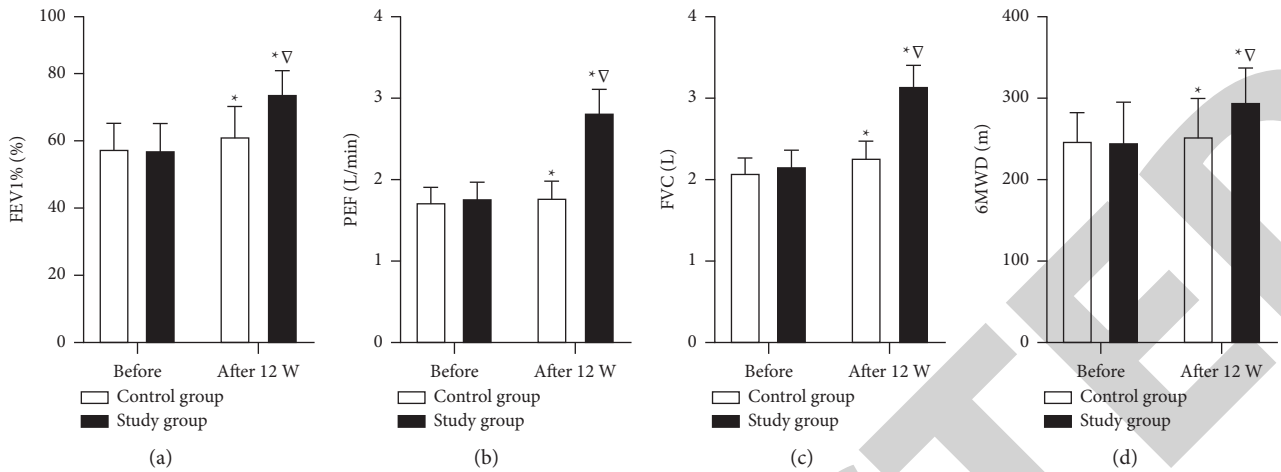 100
80
60
40
20
0
FEV1% (%)
* 
* ∇
Before
After 12 W
Control group
Study group
(a)
4
3
2
1
0
PEF (L/min)
*
* ∇
Before
After 12 W
Control group
Study group
(b)
4
3
2
1
0
FVC (L)
*
* ∇
Before
After 12 W
Control group
Study group
(c)
400
300
200
100
0
6MWD (m)
*
* ∇
Before
After 12 W
Control group
Study group
(d)